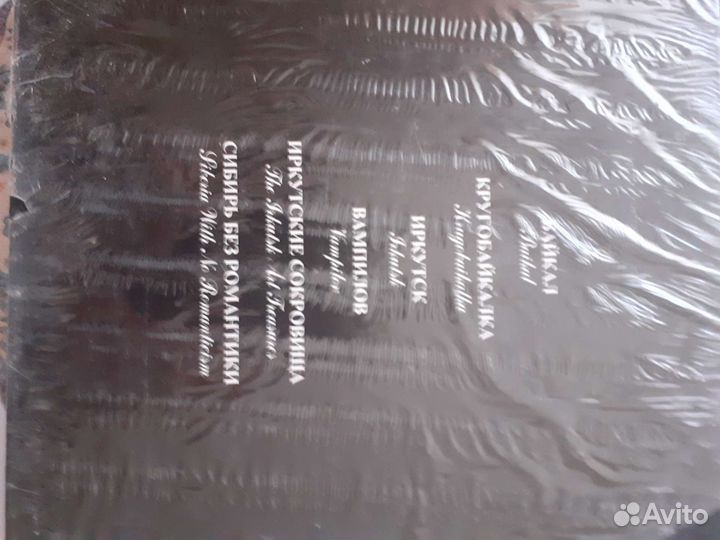 БАЙКАЛ
Baikal
КРУГОБАЙКАЛКА
Krugobaikalka
ИРКУТСК
Irkutsk
ВАМПИЛОВ
Vampilov
ИРКУТСКИЕ СОКРОВИЩА
The Irkutsk Art Treasures
СИБИРЬ БЕЗ РОМАНТИКИ
Siberia With No Romanticism
Avito